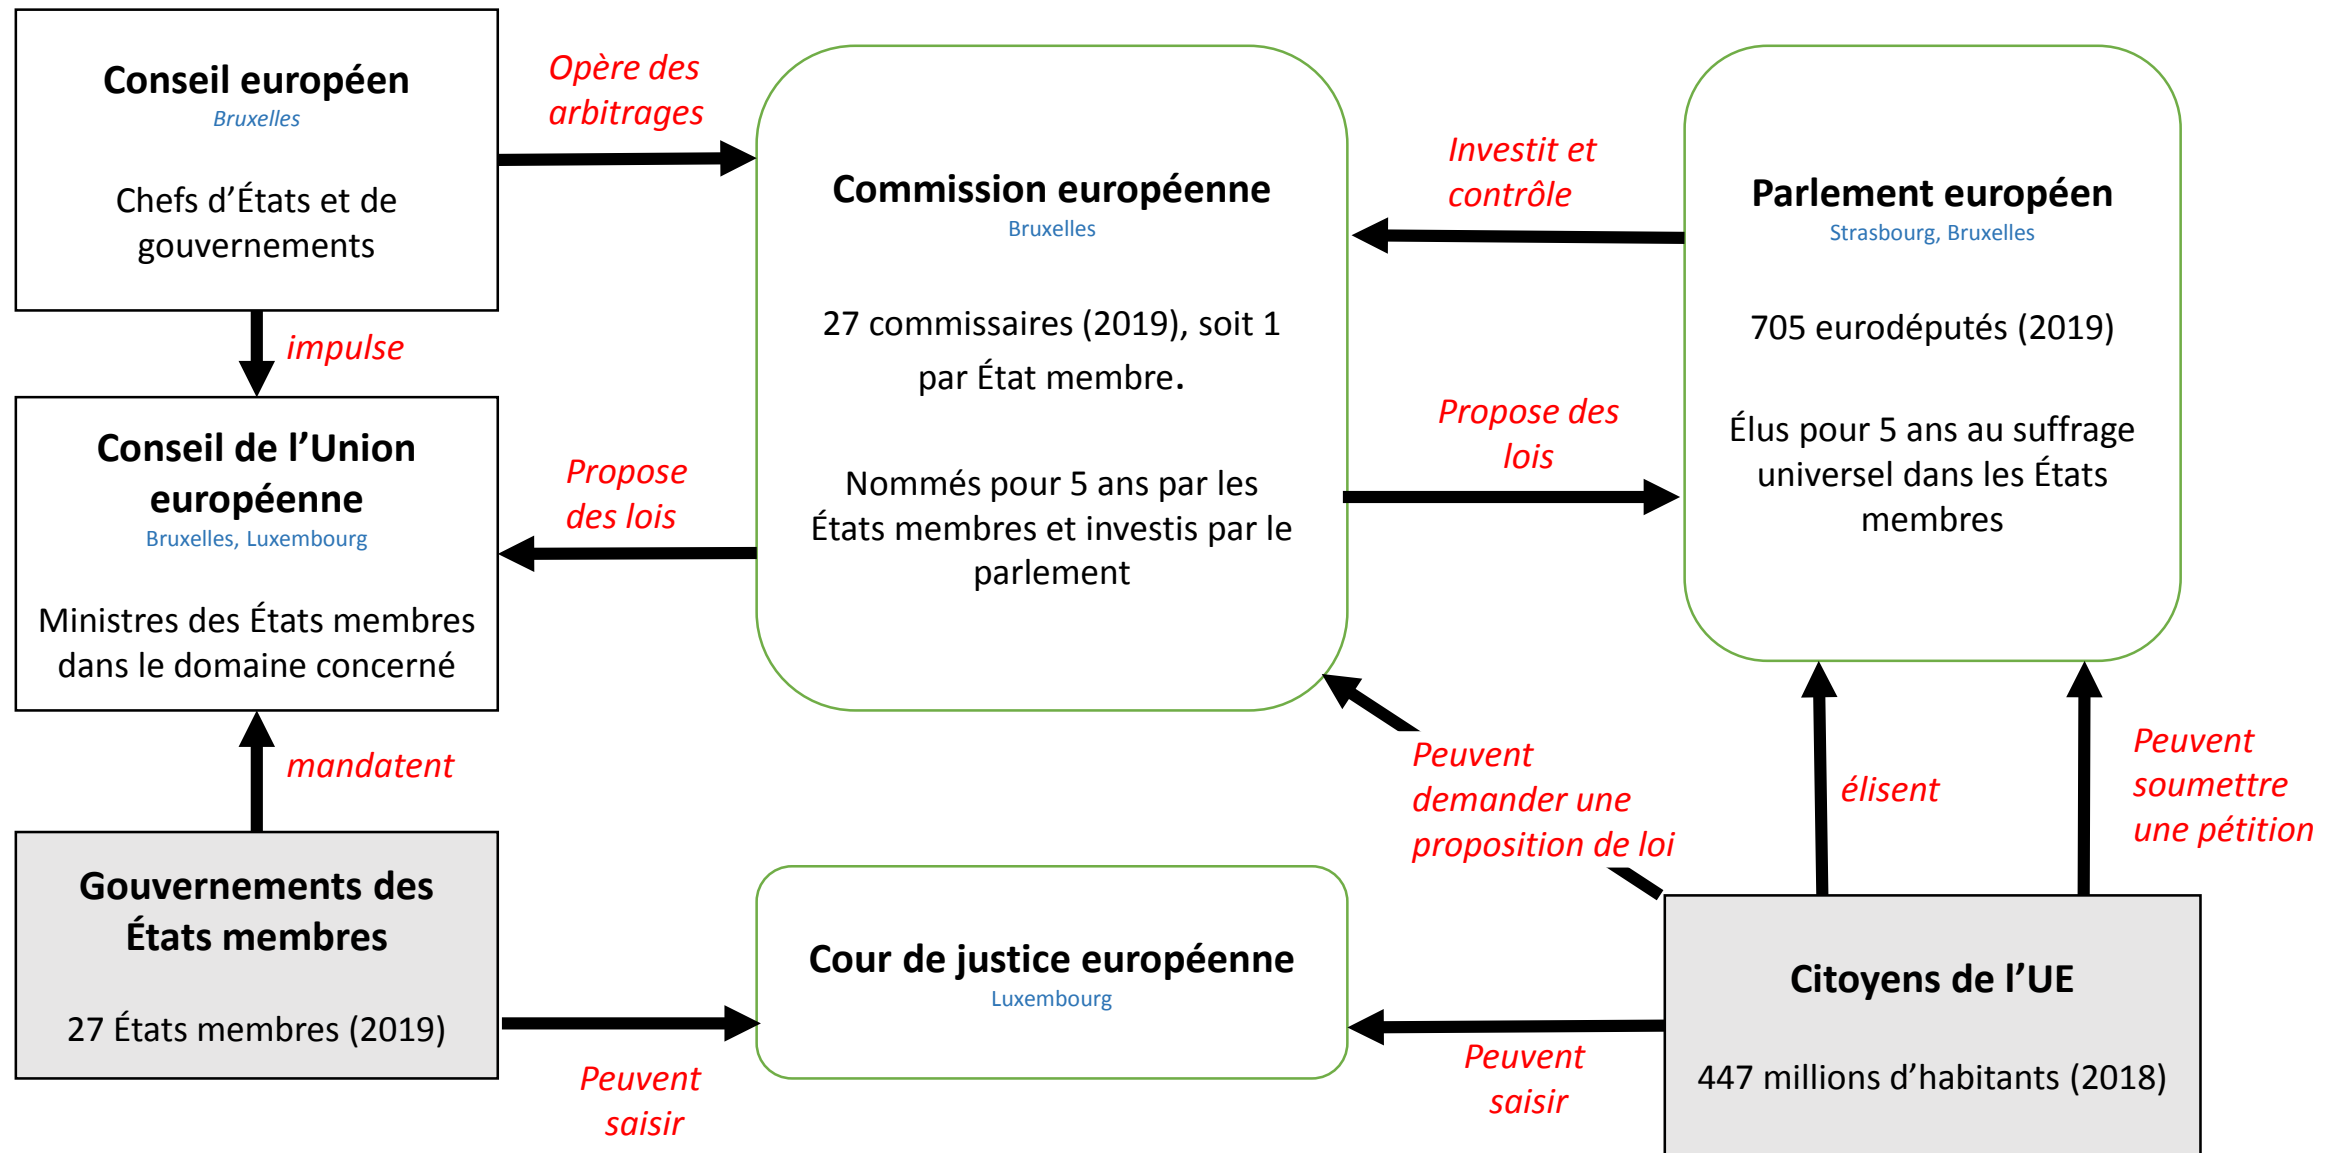 Conseil européen
Bruxelles
Chefs d’États et de
gouvernements
Opère des
arbitrages
impulse
Conseil de l’Union
européenne
Bruxelles, Luxembourg
Ministres des États membres
dans le domaine concerné
Propose
des lois
mandatent
Gouvernements des
États membres
27 États membres (2019)
Peuvent
saisir
Commission européenne
Bruxelles
27 commissaires (2019), soit 1
par État membre.
Nommés pour 5 ans par les
États membres et investis par le
parlement
Investit et
contrôle
Propose des
lois
Parlement européen
Strasbourg, Bruxelles
705 eurodéputés (2019)
Élus pour 5 ans au suffrage
universel dans les États
membres
Peuvent
demander une
proposition de loi
élisent
Peuvent
soumettre
une pétition
Cour de justice européenne
Luxembourg
Peuvent
saisir
Citoyens de l’UE
447 millions d’habitants (2018)